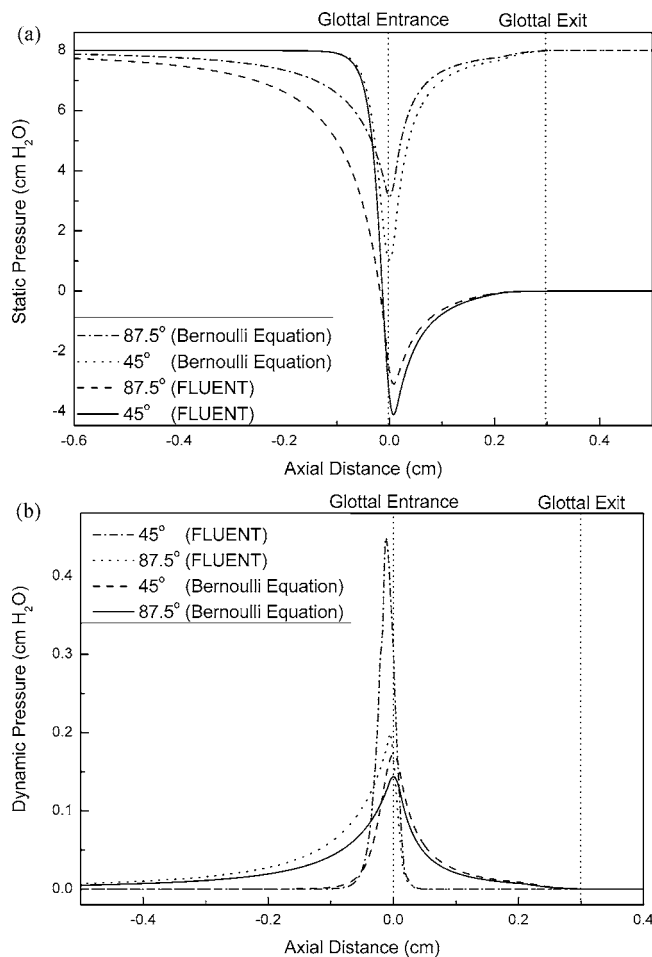 (a)
Glottal Entrance
Glottal Exit
8
6
4
2
0
-2
-4
Static Pressure (cm H₂O)
87.5° (Bernoulli Equation)
45° (Bernoulli Equation)
87.5° (FLUENT)
45° (FLUENT)
-0.6
-0.4
-0.2
0.0
0.2
0.4
Axial Distance (cm)
(b)
Glottal Entrance
Glottal Exit
0.4
0.3
0.2
0.1
0.0
Dynamic Pressure (cm H₂O)
45° (FLUENT)
87.5° (FLUENT)
45° (Bernoulli Equation)
87.5° (Bernoulli Equation)
-0.4
-0.2
0.0
0.2
0.4
Axial Distance (cm)